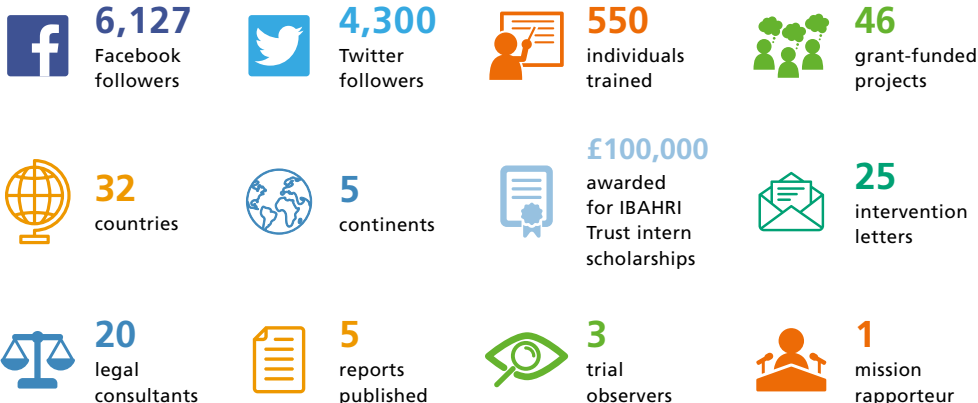 6,127
Facebook
followers
4,300
Twitter
followers
550
individuals
trained
46
grant-funded
projects
32
countries
5
continents
£100,000
awarded
for IBAHRI
Trust intern
scholarships
25
intervention
letters
20
legal
consultants
5
reports
published
3
trial
observers
1
mission
rapporteur